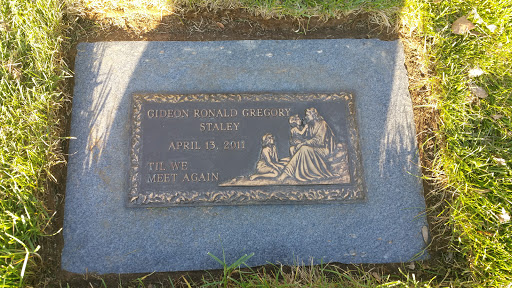 GIDEON RONALD GREGORY
STALEY
APRIL 13, 2011
TIL WE
MEET AGAIN